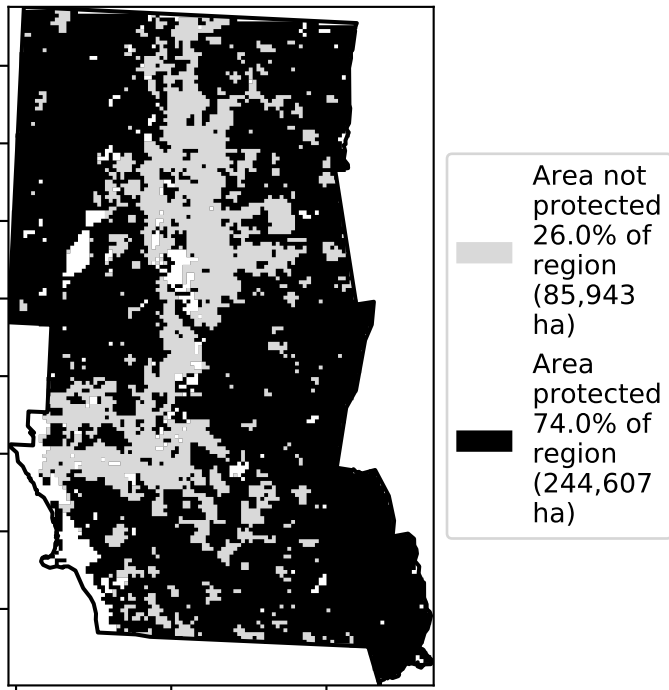 Area not
protected
26.0% of
region
(85,943
ha)
Area
protected
74.0% of
region
(244,607
ha)